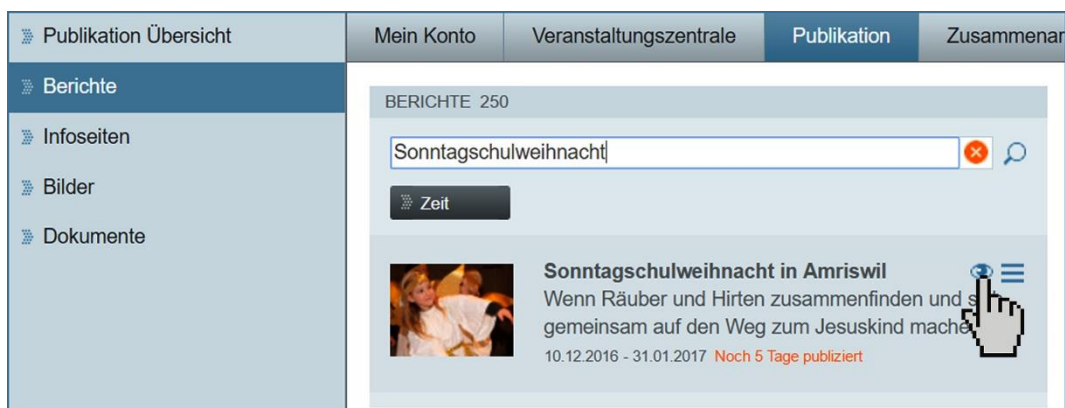 Publikation Übersicht
Berichte
Infoseiten
Bilder
Dokumente
Mein Konto Veranstaltungszentrale Publikation
BERICHTE 250
Sonntagschulweihnacht
Zeit
Sonntagschulweihnacht in Amriswil
Wenn Räuber und Hirten zusammenfinden und
gemeinsam auf den Weg zum Jesuskind
10.12.2016 - 31.01.2017 Noch 5 Tage publiziert